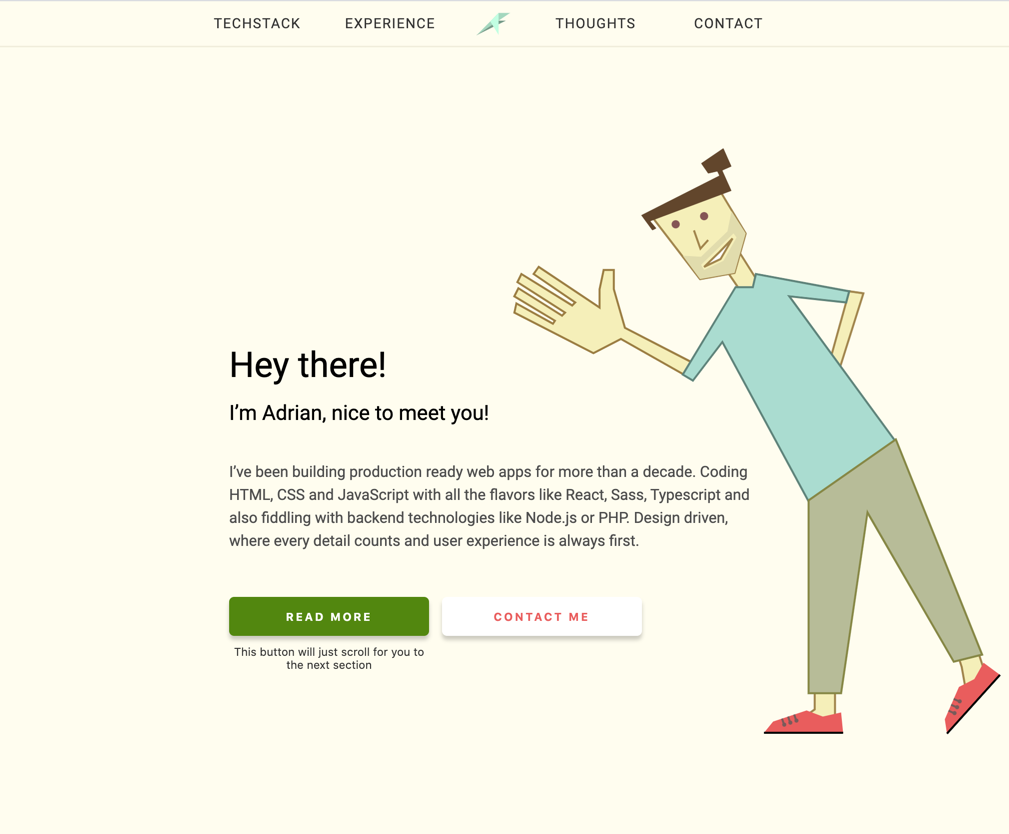 TECHSTACK EXPERIENCE THOUGHTS CONTACT
Hey there!
I’m Adrian, nice to meet you!
I’ve been building production ready web apps for more than a decade. Coding
HTML, CSS and JavaScript with all the flavors like React, Sass, Typescript and
also fiddling with backend technologies like Node.js or PHP. Design driven,
where every detail counts and user experience is always first.
READ MORE CONTACT ME
This button will just scroll for you to
the next section